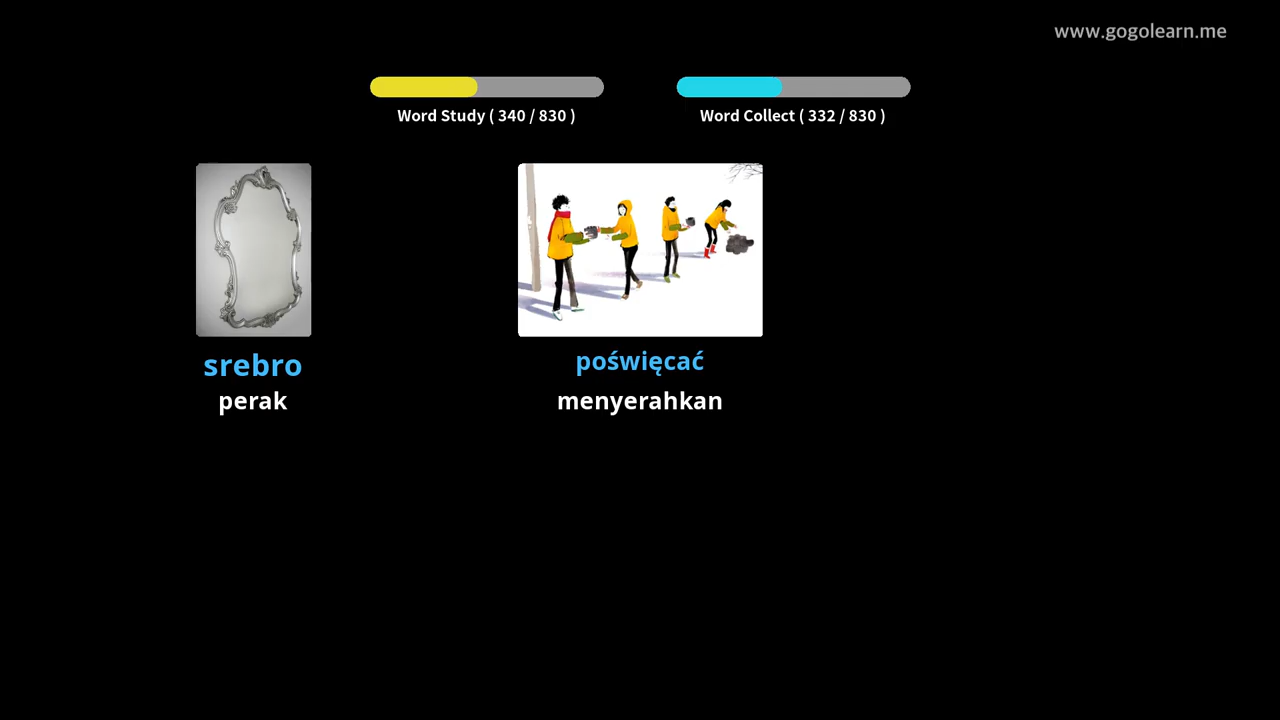 www.gogolearn.me
Word Study ( 340 / 830 )
Word Collect ( 332 / 830 )
srebro
perak
poświęcać
menyerahkan